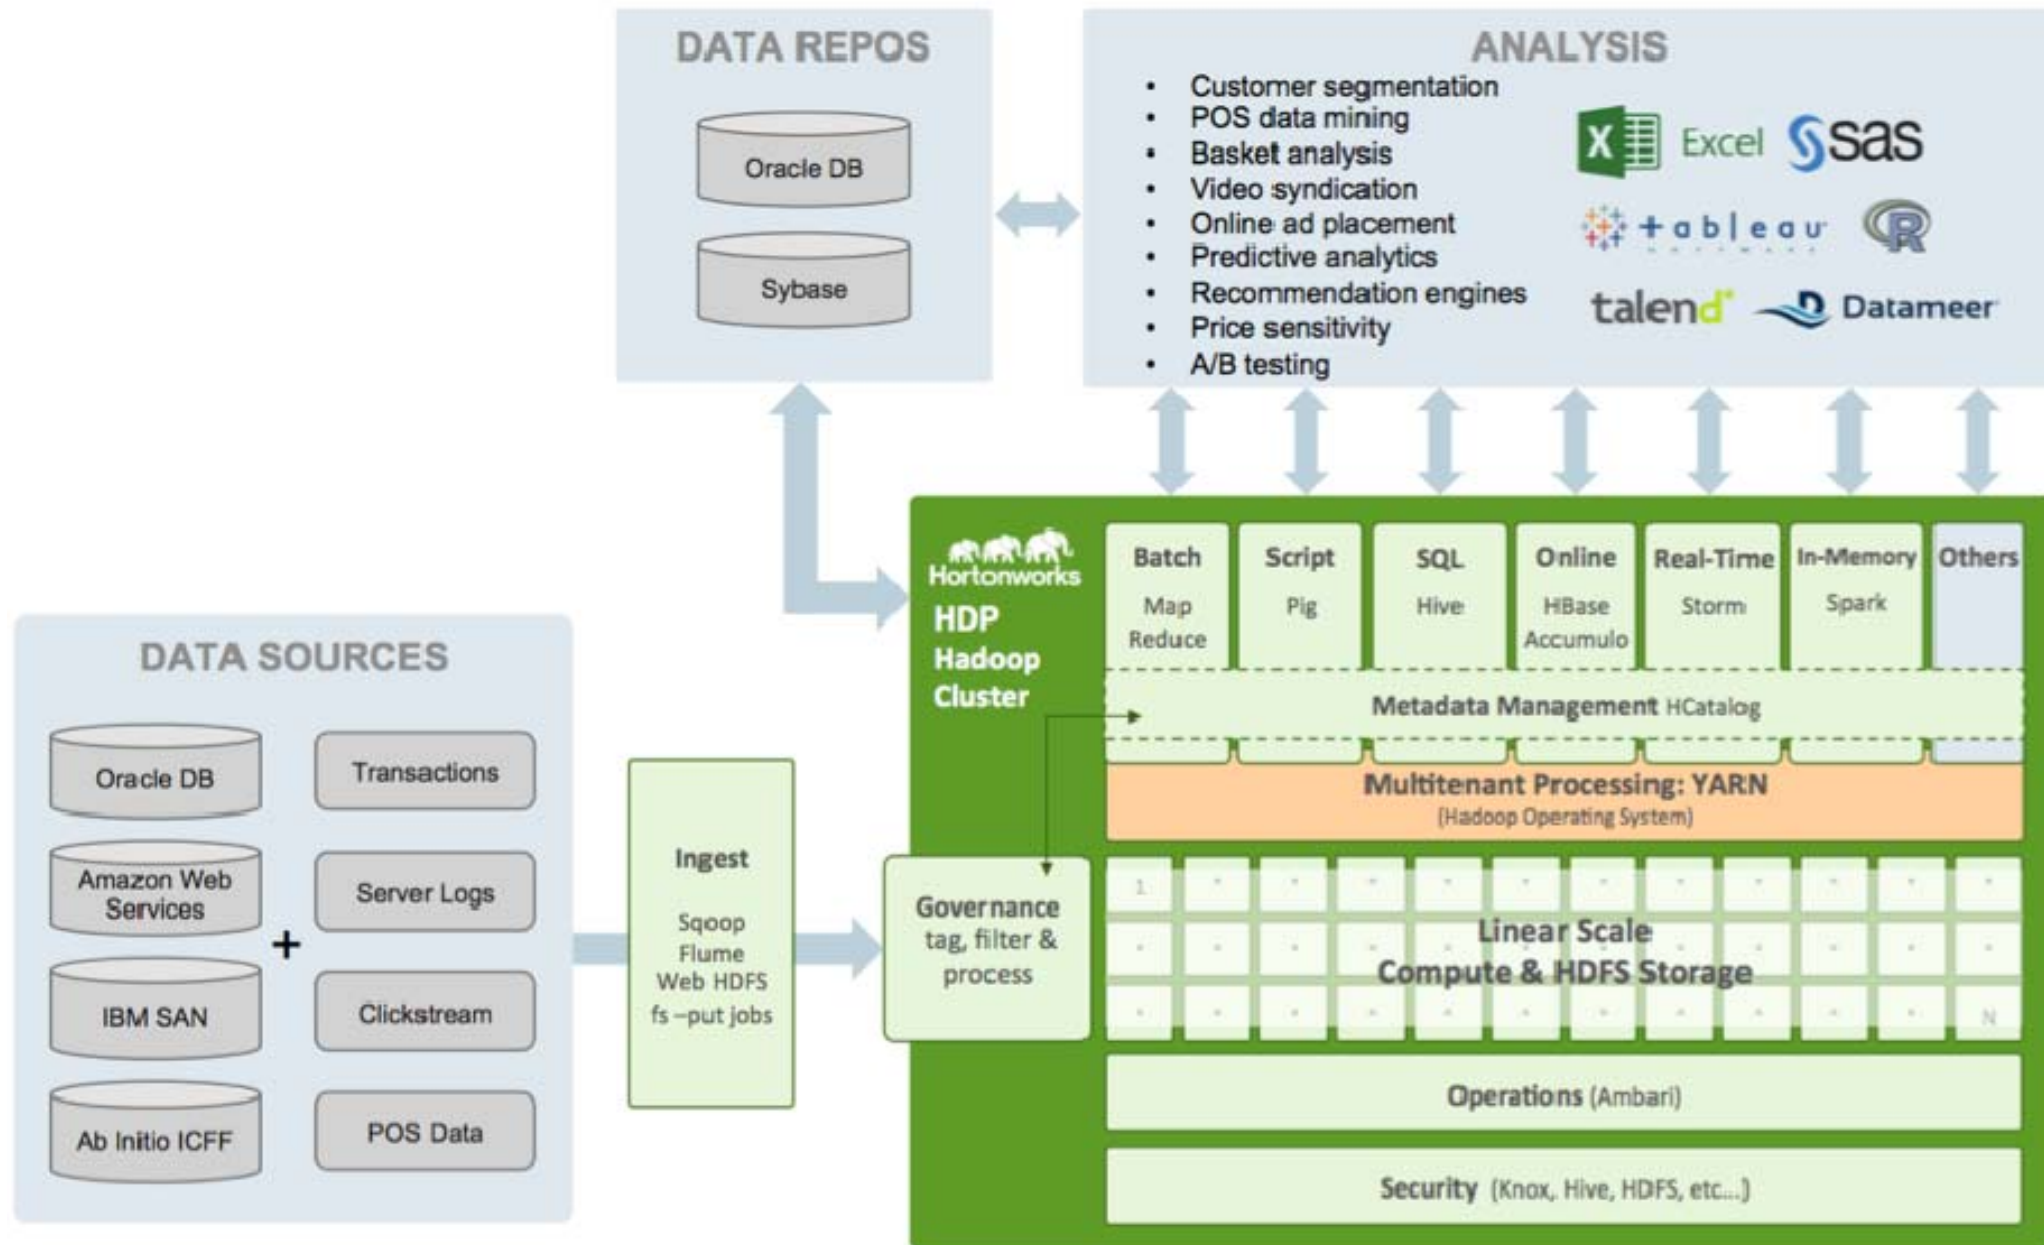 DATA REPOS
Oracle DB
Sybase
ANALYSIS
• Customer segmentation
• POS data mining
• Basket analysis
• Video syndication
• Online ad placement
• Predictive analytics
• Recommendation engines
• Price sensitivity
• A/B testing
X Excel
sas
tableau
R
talend
Datameer
DATA SOURCES
Oracle DB
Amazon Web
Services
IBM SAN
Ab Initio ICFF
+
Transactions
Server Logs
Clickstream
POS Data
Ingest
Sqoop
Flume
Web HDFS
fs –put jobs
Hortonworks
HDP
Hadoop
Cluster
Governance
tag, filter &
process
Batch
Map
Reduce
Script
Pig
SQL
Hive
Online
HBase
Accumulo
Real-Time
Storm
In-Memory
Spark
Others
Metadata Management HCatalog
Multitenant Processing: YARN
(Hadoop Operating System)
1
Linear Scale
Compute & HDFS Storage
N
Operations (Ambari)
Security (Knox, Hive, HDFS, etc...)